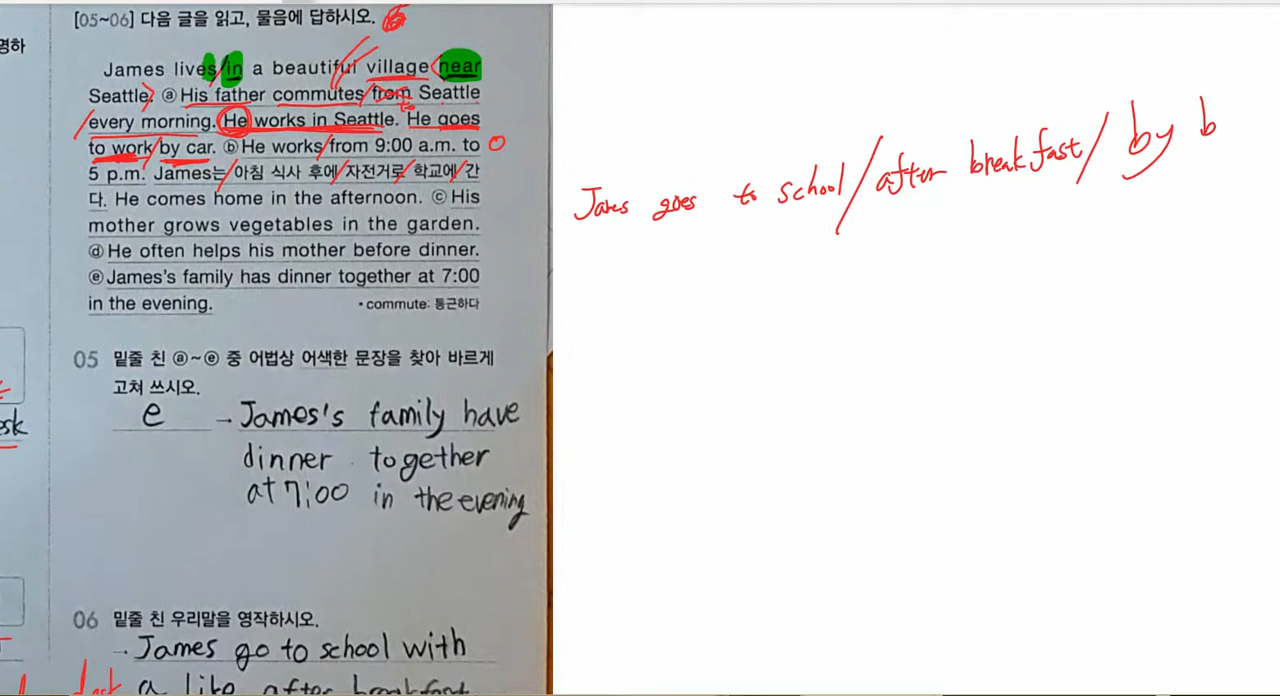 명하
[05~06] 다음 글을 읽고, 물음에 답하시오.
James lives in a beautiful village near
Seattle. ⓐ His father commutes from Seattle
to
every morning. He works in Seattle. He goes
to work by car. ⓑ He works from 9:00 a.m. to
5 p.m. James는 아침 식사 후에 자전거로 학교에 간
다. He comes home in the afternoon. ⓒ His
mother grows vegetables in the garden.
ⓓ He often helps his mother before dinner.
ⓔ James's family has dinner together at 7:00
in the evening.
• commute: 통근하다
05 밑줄 친 ⓐ~ⓔ 중 어법상 어색한 문장을 찾아 바르게
고쳐 쓰시오.
e → James's family have
dinner together
at 7:00 in the evening
06 밑줄 친 우리말을 영작하시오.
→ James go to school with
a like after breakfast
James goes to school / after breakfast / by b